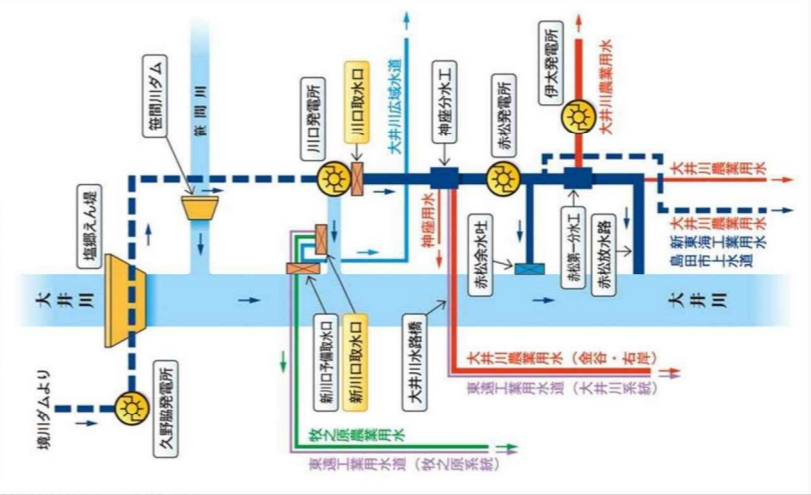 境川ダムより
久野脇発電所
塩郷えん堤
大井川
笹間川ダム
笹間川
川口発電所
川口取水口
大井川広域水道
神座分水工
赤松発電所
伊太発電所
大井川農業用水
神座用水
赤松余水吐
赤松第一分水工
赤松放水路
大井川農業用水
大井川農業用水
新東海工業用水
島田市上水道
大井川
新川口予備取水口
新川口取水口
大井川水路橋
大井川農業用水（金谷・右岸）
東遠工業用水道（大井川系統）
牧之原農業用水
東遠工業用水道（牧之原系統）